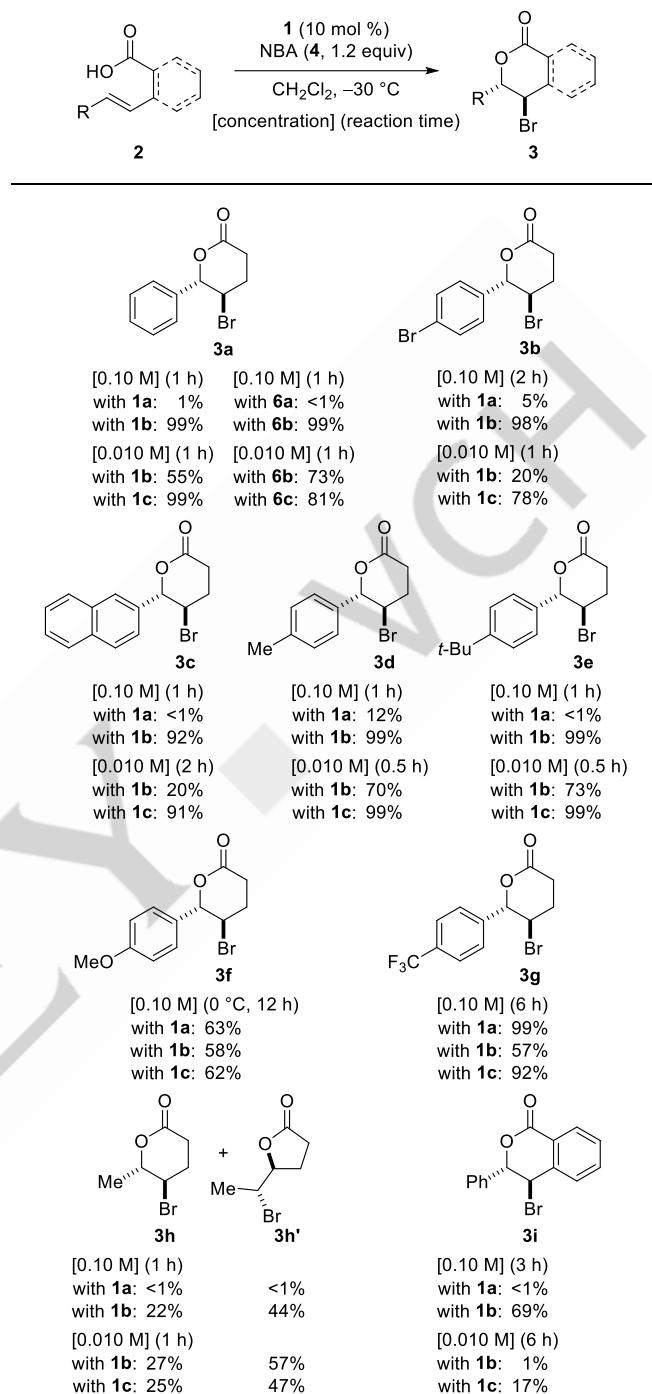 O
HO
R
2
1 (10 mol %)
NBA (4, 1.2 equiv)
CH2Cl2, –30 °C
[concentration] (reaction time)
O
O
R
Br
3
O
O
Br
3a
[0.10 M] (1 h)
with 1a: 1%
with 1b: 99%
[0.010 M] (1 h)
with 1b: 55%
with 1c: 99%
[0.10 M] (1 h)
with 6a: <1%
with 6b: 99%
[0.010 M] (1 h)
with 6b: 73%
with 6c: 81%
O
O
Br
Br
3b
[0.10 M] (2 h)
with 1a: 5%
with 1b: 98%
[0.010 M] (1 h)
with 1b: 20%
with 1c: 78%
O
O
Br
3c
[0.10 M] (1 h)
with 1a: <1%
with 1b: 92%
[0.010 M] (2 h)
with 1b: 20%
with 1c: 91%
O
O
Me
Br
3d
[0.10 M] (1 h)
with 1a: 12%
with 1b: 99%
[0.010 M] (0.5 h)
with 1b: 70%
with 1c: 99%
O
O
t-Bu
Br
3e
[0.10 M] (1 h)
with 1a: <1%
with 1b: 99%
[0.010 M] (0.5 h)
with 1b: 73%
with 1c: 99%
O
O
MeO
Br
3f
[0.10 M] (0 °C, 12 h)
with 1a: 63%
with 1b: 58%
with 1c: 62%
O
O
F3C
Br
3g
[0.10 M] (6 h)
with 1a: 99%
with 1b: 57%
with 1c: 92%
O
O
Me
Br
3h
+
O
O
Me
Br
3h'
[0.10 M] (1 h)
with 1a: <1% <1%
with 1b: 22% 44%
[0.010 M] (1 h)
with 1b: 27% 57%
with 1c: 25% 47%
O
O
Ph
Br
3i
[0.10 M] (3 h)
with 1a: <1%
with 1b: 69%
[0.010 M] (6 h)
with 1b: 1%
with 1c: 17%
EY VCH